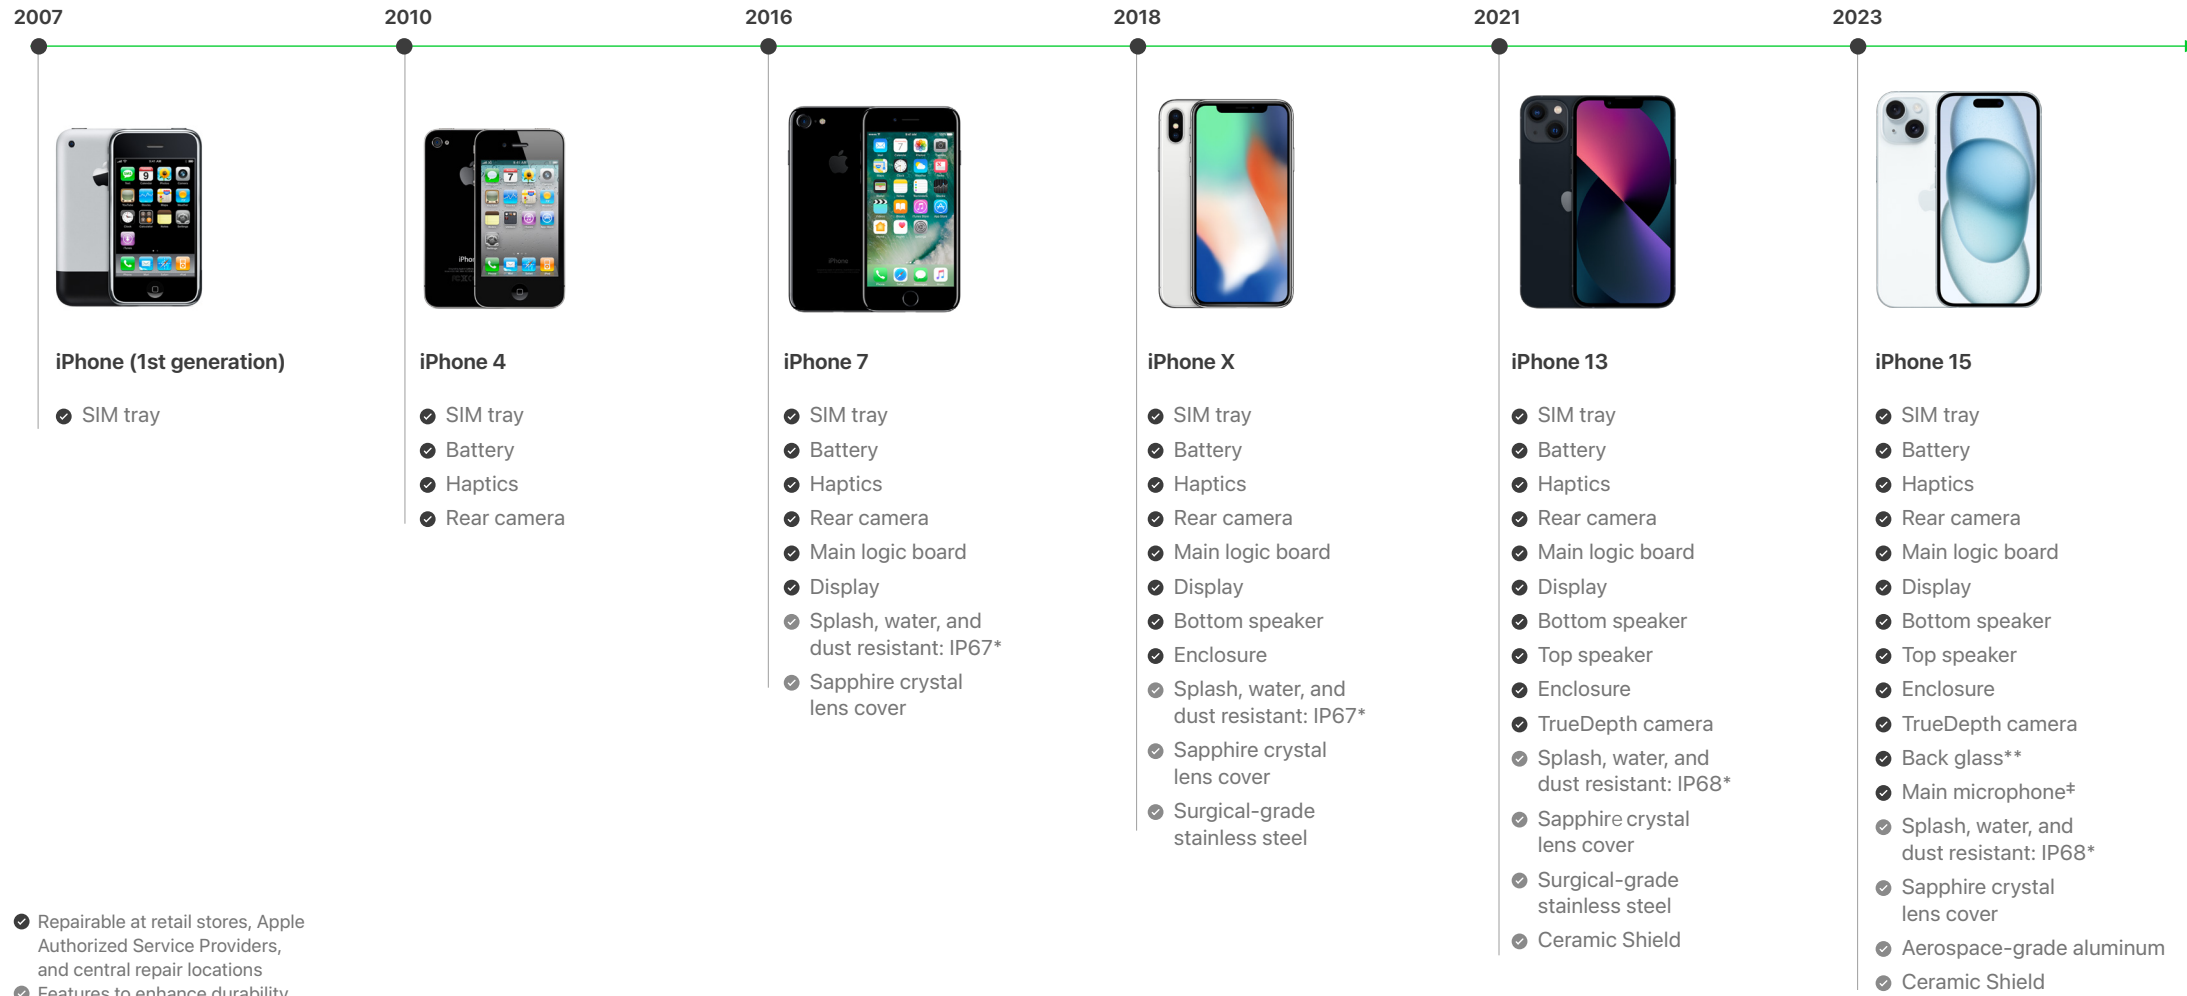 2007
2010
2016
2018
2021
2023
iPhone (1st generation)
SIM tray
iPhone 4
SIM tray
Battery
Haptics
Rear camera
iPhone 7
SIM tray
Battery
Haptics
Rear camera
Main logic board
Display
Splash, water, and
dust resistant: IP67*
Sapphire crystal
lens cover
iPhone X
SIM tray
Battery
Haptics
Rear camera
Main logic board
Display
Bottom speaker
Enclosure
Splash, water, and
dust resistant: IP67*
Sapphire crystal
lens cover
Surgical-grade
stainless steel
iPhone 13
SIM tray
Battery
Haptics
Rear camera
Main logic board
Display
Bottom speaker
Top speaker
Enclosure
TrueDepth camera
Splash, water, and
dust resistant: IP68*
Sapphire crystal
lens cover
Surgical-grade
stainless steel
Ceramic Shield
iPhone 15
SIM tray
Battery
Haptics
Rear camera
Main logic board
Display
Bottom speaker
Top speaker
Enclosure
TrueDepth camera
Back glass**
Main microphone‡
Splash, water, and
dust resistant: IP68*
Sapphire crystal
lens cover
Aerospace-grade aluminum
Ceramic Shield
Repairable at retail stores, Apple
Authorized Service Providers,
and central repair locations
Features to enhance durability